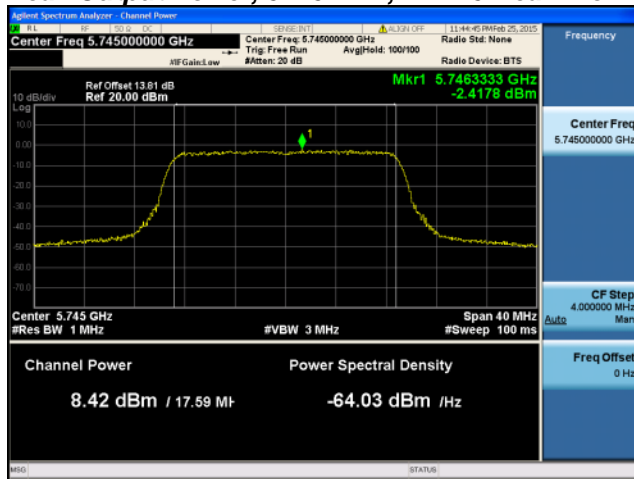 Agilent Spectrum Analyzer - Channel Power
RL RF 50 Ω DC SENSE:INT ALIGN OFF 11:44:45 PM Feb 25, 2015
Center Freq 5.745000000 GHz
Center Freq: 5.745000000 GHz
Radio Std: None
Trig: Free Run Avg|Hold: 100/100
#IFGain:Low #Atten: 20 dB Radio Device: BTS
Mkr1 5.7463333 GHz
-2.4178 dBm
Ref Offset 13.81 dB
10 dB/div Ref 20.00 dBm
Log
10.0
0.00
-10.0
-20.0
-30.0
-40.0
-50.0
-60.0
-70.0
1
Center 5.745 GHz Span 40 MHz
#Res BW 1 MHz #VBW 3 MHz #Sweep 100 ms
Channel Power Power Spectral Density
8.42 dBm / 17.59 MH -64.03 dBm /Hz
MSG STATUS
Frequency
Center Freq
5.745000000 GHz
CF Step
4.000000 MHz
Auto Man
Freq Offset
0 Hz